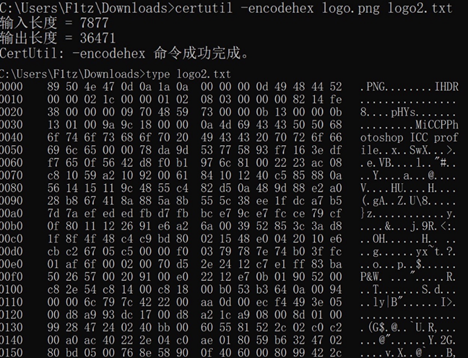 C:\Users\F1tz\Downloads>certutil -encodehex logo.png logo2.txt
输入长度 = 7877
输出长度 = 36471
CertUtil: -encodehex 命令成功完成。
C:\Users\F1tz\Downloads>type logo2.txt
0000 89 50 4e 47 0d 0a 1a 0a 00 00 00 0d 49 48 44 52 .PNG........IHDR
0010 00 00 02 1c 00 00 01 02 08 03 00 00 00 82 14 fe ................
0020 38 00 00 00 09 70 48 59 73 00 00 0b 13 00 00 0b 8....pHYs.......
0030 13 01 00 9a 9c 18 00 00 0a 4d 69 43 43 50 50 68 .........MiCCPPh
0040 6f 74 6f 73 68 6f 70 20 49 43 43 20 70 72 6f 66 otoshop ICC prof
0050 69 6c 65 00 00 78 da 9d 53 77 58 93 f7 16 3e df ile..x..SwX...>.
0060 f7 65 0f 56 42 d8 f0 b1 97 6c 81 00 22 23 ac 08 .e.VB....l.."#..
0070 c8 10 59 a2 10 92 00 61 84 10 12 40 c5 85 88 0a ..Y....a...@....
0080 56 14 15 11 9c 48 55 c4 82 d5 0a 48 9d 88 e2 a0 V....HU....H....
0090 28 b8 67 41 8a 88 5a 8b 55 5c 38 ee 1f dc a7 b5 (.gA..Z.U\8.....
00a0 7d 7a ef ed ed fb d7 fb bc e7 9c e7 fc ce 79 cf }z............y.
00b0 0f 80 11 12 26 91 e6 a2 6a 00 39 52 85 3c 3a d8 ....&...j.9R.<:.
00c0 1f 8f 4f 48 c4 c9 bd 80 02 15 48 e0 04 20 10 e6 ..OH......H.. ..
00d0 cb c2 67 05 c5 00 00 f0 03 79 78 7e 74 b0 3f fc ..g......yx~t.?.
00e0 01 af 6f 00 02 00 70 d5 2e 24 12 c7 e1 ff 83 ba ..o...p..$......
00f0 50 26 57 00 20 91 00 e0 22 12 e7 0b 01 90 52 00 P&W. ...".....R.
0100 c8 2e 54 c8 14 00 c8 18 00 b0 53 b3 64 0a 00 94 ..T.......S.d...
0110 00 00 6c 79 7c 42 22 00 aa 0d 00 ec f4 49 3e 05 ..ly|B"......I>.
0120 00 d8 a9 93 dc 17 00 d8 a2 1c a9 08 00 8d 01 00 ................
0130 99 28 47 24 02 40 bb 00 60 55 81 52 2c 02 c0 c2 .(G$.@..`U.R,...
0140 00 a0 ac 40 22 2e 04 c0 ae 01 80 59 b6 32 47 02 ...@"......Y.2G.
0150 80 bd 05 00 76 8e 58 90 0f 40 60 00 80 99 42 2c ....v.X..@`...B,